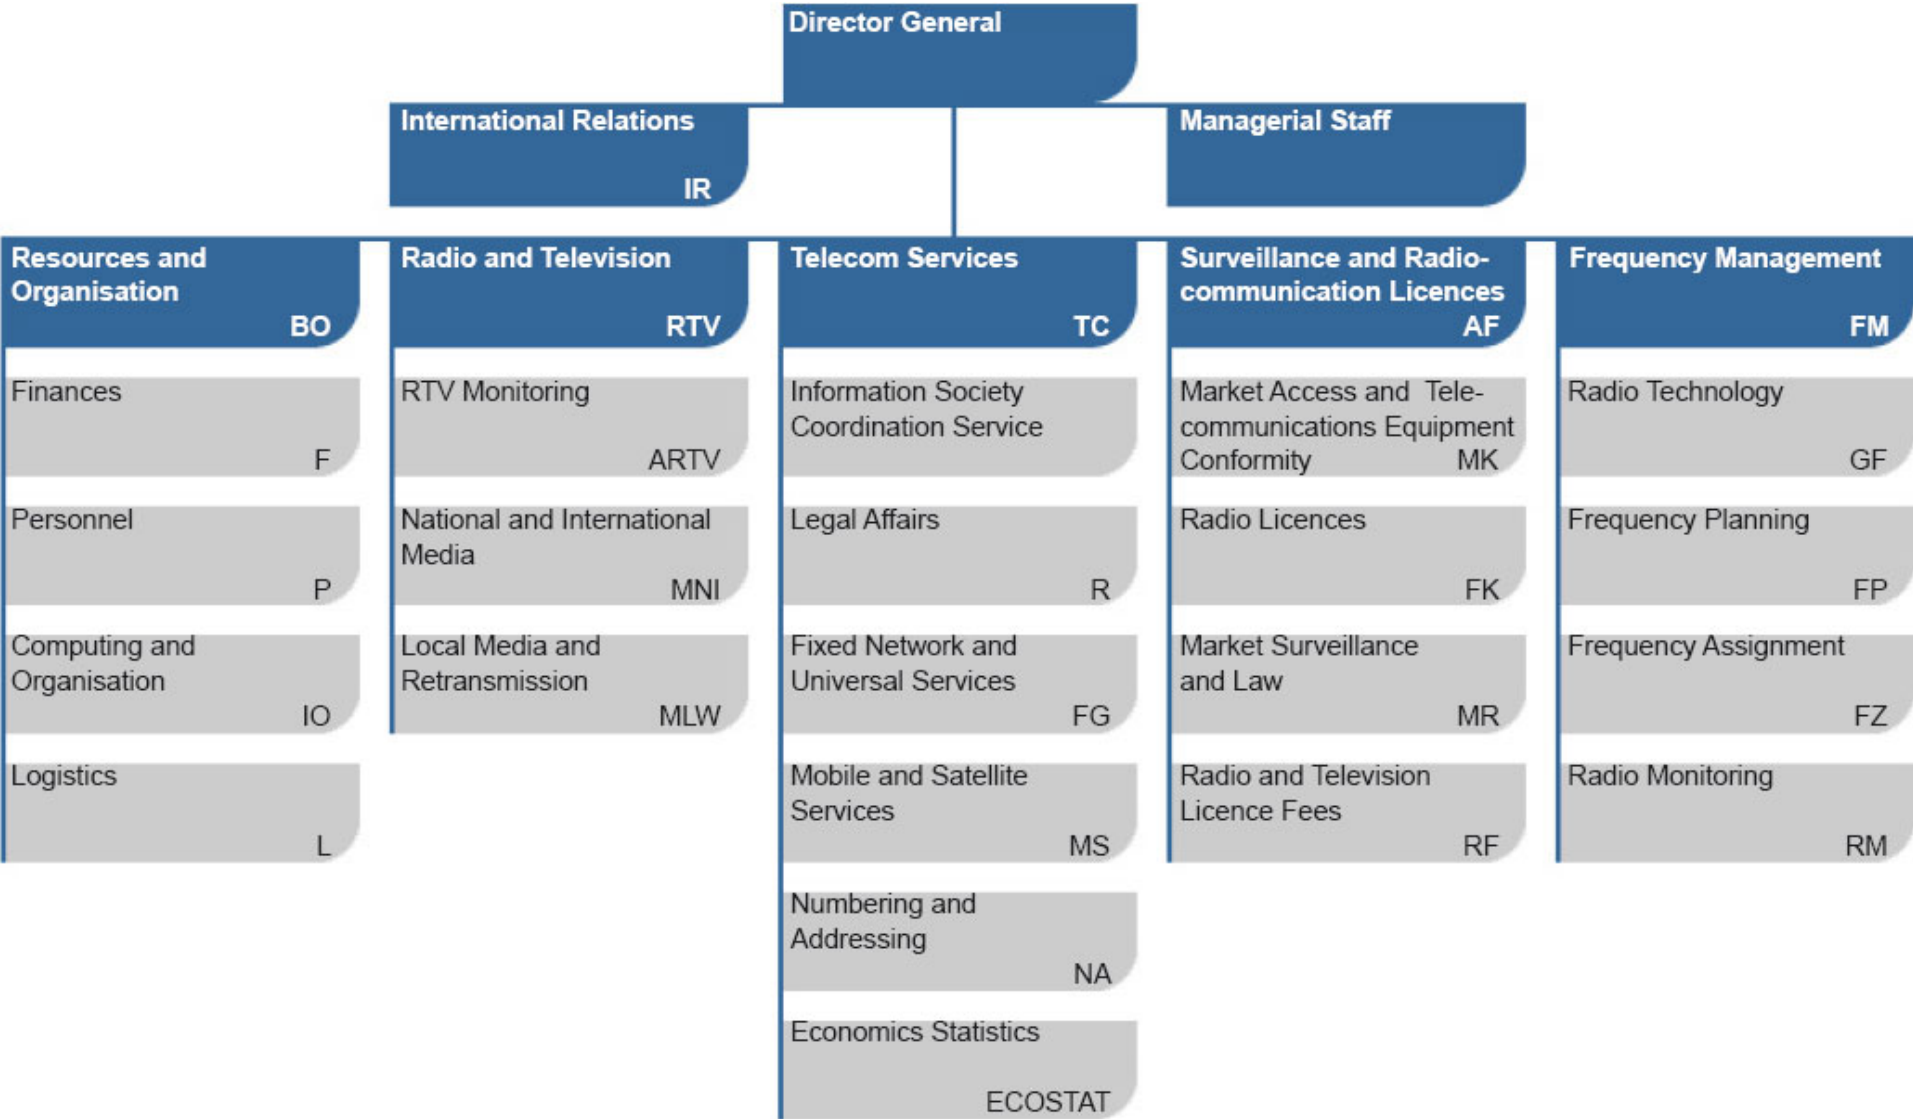 Director General
International Relations
IR
Managerial Staff
Resources and
Organisation
BO
Radio and Television
RTV
Telecom Services
TC
Surveillance and Radio-
communication Licences
AF
Frequency Management
FM
Finances
F
Personnel
P
Computing and
Organisation
IO
Logistics
L
RTV Monitoring
ARTV
National and International
Media
MNI
Local Media and
Retransmission
MLW
Information Society
Coordination Service
Legal Affairs
R
Fixed Network and
Universal Services
FG
Mobile and Satellite
Services
MS
Numbering and
Addressing
NA
Economics Statistics
ECOSTAT
Market Access and Tele-
communications Equipment
Conformity MK
Radio Licences
FK
Market Surveillance
and Law
MR
Radio and Television
Licence Fees
RF
Radio Technology
GF
Frequency Planning
FP
Frequency Assignment
FZ
Radio Monitoring
RM